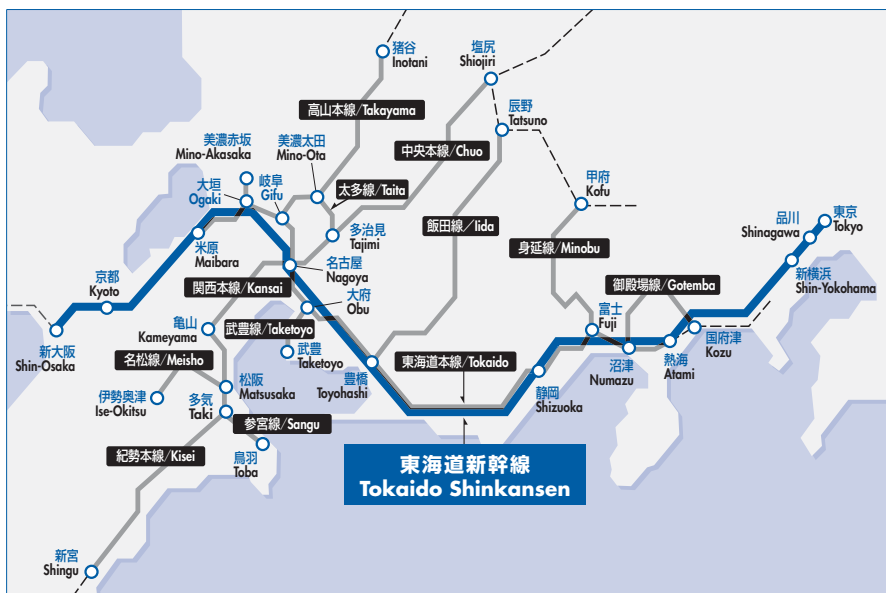 猪谷
Inotani
塩尻
Shiojiri
高山本線/Takayama
辰野
Tatsuno
美濃赤坂
Mino-Akasaka
美濃太田
Mino-Ota
中央本線/Chuo
大垣
Ogaki
岐阜
Gifu
太多線/Taita
甲府
Kofu
多治見
Tajimi
飯田線/Iida
身延線/Minobu
品川
Shinagawa
東京
Tokyo
米原
Maibara
名古屋
Nagoya
新横浜
Shin-Yokohama
京都
Kyoto
関西本線/Kansai
大府
Obu
御殿場線/Gotemba
亀山
Kameyama
武豊線/Taketoyo
富士
Fuji
国府津
Kozu
新大阪
Shin-Osaka
武豊
Taketoyo
沼津
Numazu
熱海
Atami
名松線/Meisho
東海道本線/Tokaido
豊橋
Toyohashi
静岡
Shizuoka
松阪
Matsusaka
伊勢奥津
Ise-Okitsu
多気
Taki
参宮線/Sangu
鳥羽
Toba
紀勢本線/Kisei
東海道新幹線
Tokaido Shinkansen
新宮
Shingu